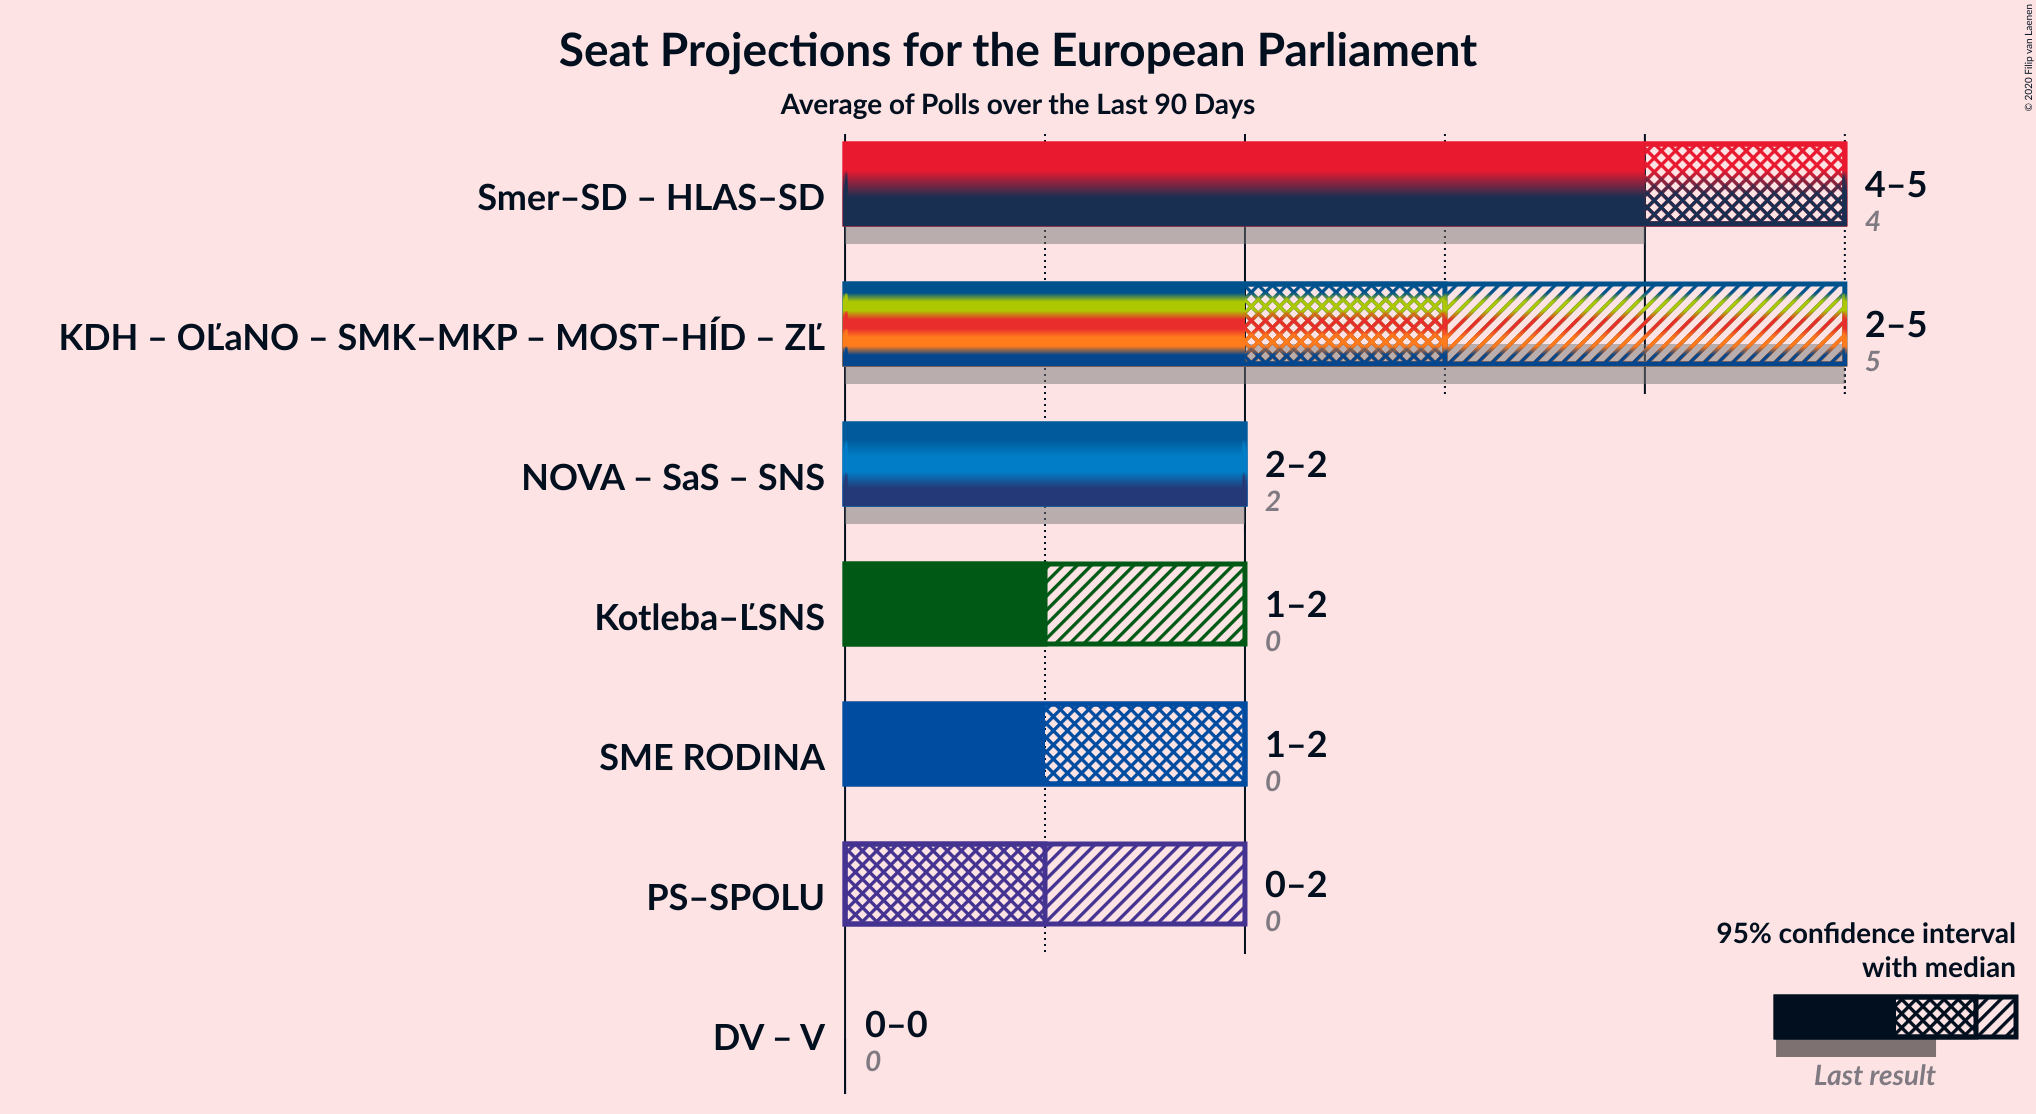 Seat Projections for the European Parliament
Average of Polls over the Last 90 Days
© 2020 Filip van Laenen
Smer–SD – HLAS–SD
4–5
4
KDH – OĽaNO – SMK–MKP – MOST–HÍD – ZĽ
2–5
5
NOVA – SaS – SNS
2–2
2
Kotleba–ĽSNS
1–2
0
SME RODINA
1–2
0
PS–SPOLU
0–2
0
DV – V
0–0
0
95% confidence interval
with median
Last result